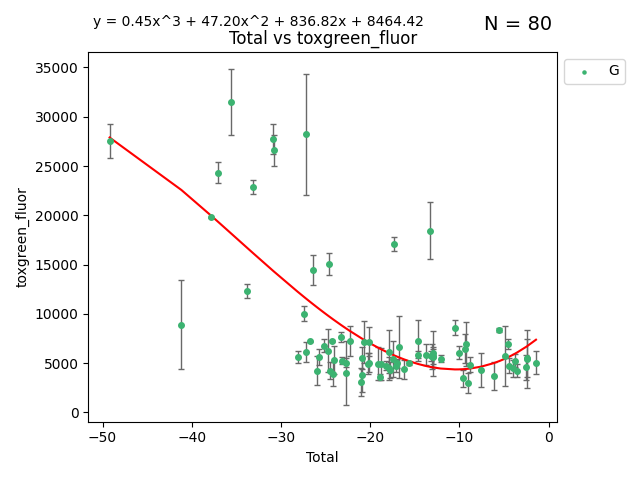 y = 0.45x^3 + 47.20x^2 + 836.82x + 8464.42
N = 80
Total vs toxgreen_fluor
G
35000
30000
25000
20000
15000
10000
5000
0
toxgreen_fluor
−50
−40
−30
−20
−10
0
Total